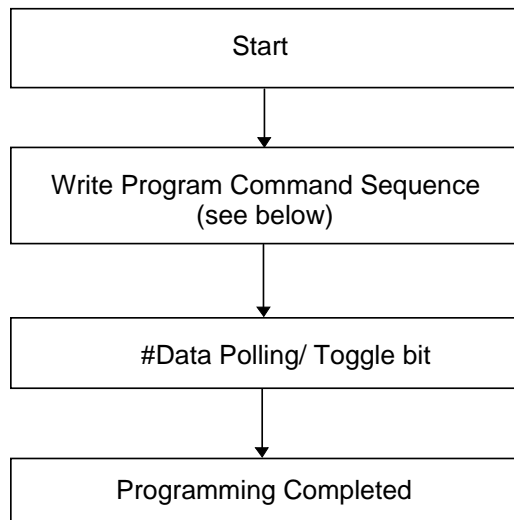 Start
Write Program Command Sequence
(see below)
#Data Polling/ Toggle bit
Programming Completed